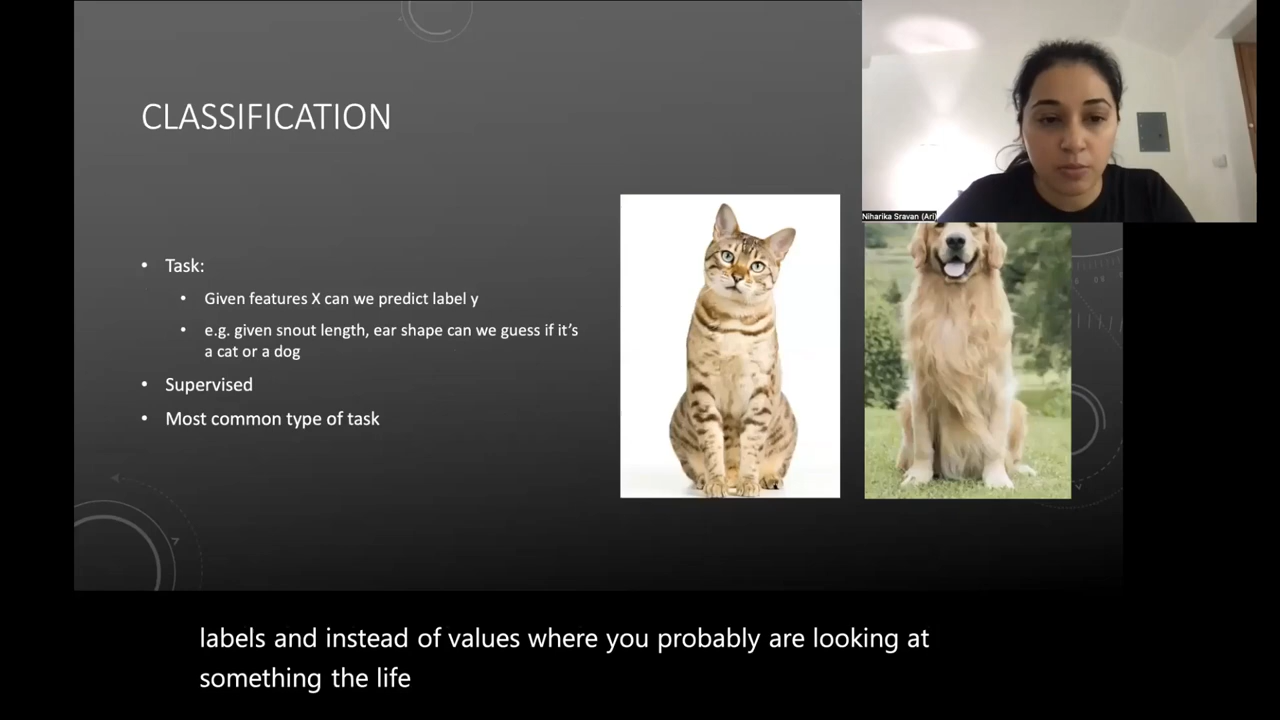 CLASSIFICATION
• Task:
• Given features X can we predict label y
• e.g. given snout length, ear shape can we guess if it's
a cat or a dog
• Supervised
• Most common type of task
Niharika Sravan (Ari)
labels and instead of values where you probably are looking at
something the life